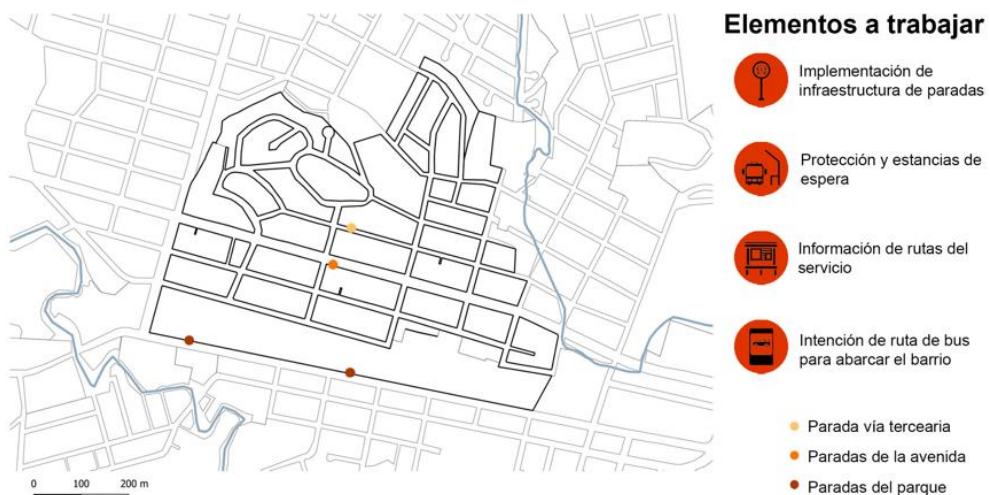 Elementos a trabajar
Implementación de
infraestructura de paradas
Protección y estancias de
espera
Información de rutas del
servicio
Intención de ruta de bus
para abarcar el barrio
Parada vía tercearia
Paradas de la avenida
Paradas del parque
0 100 200 m